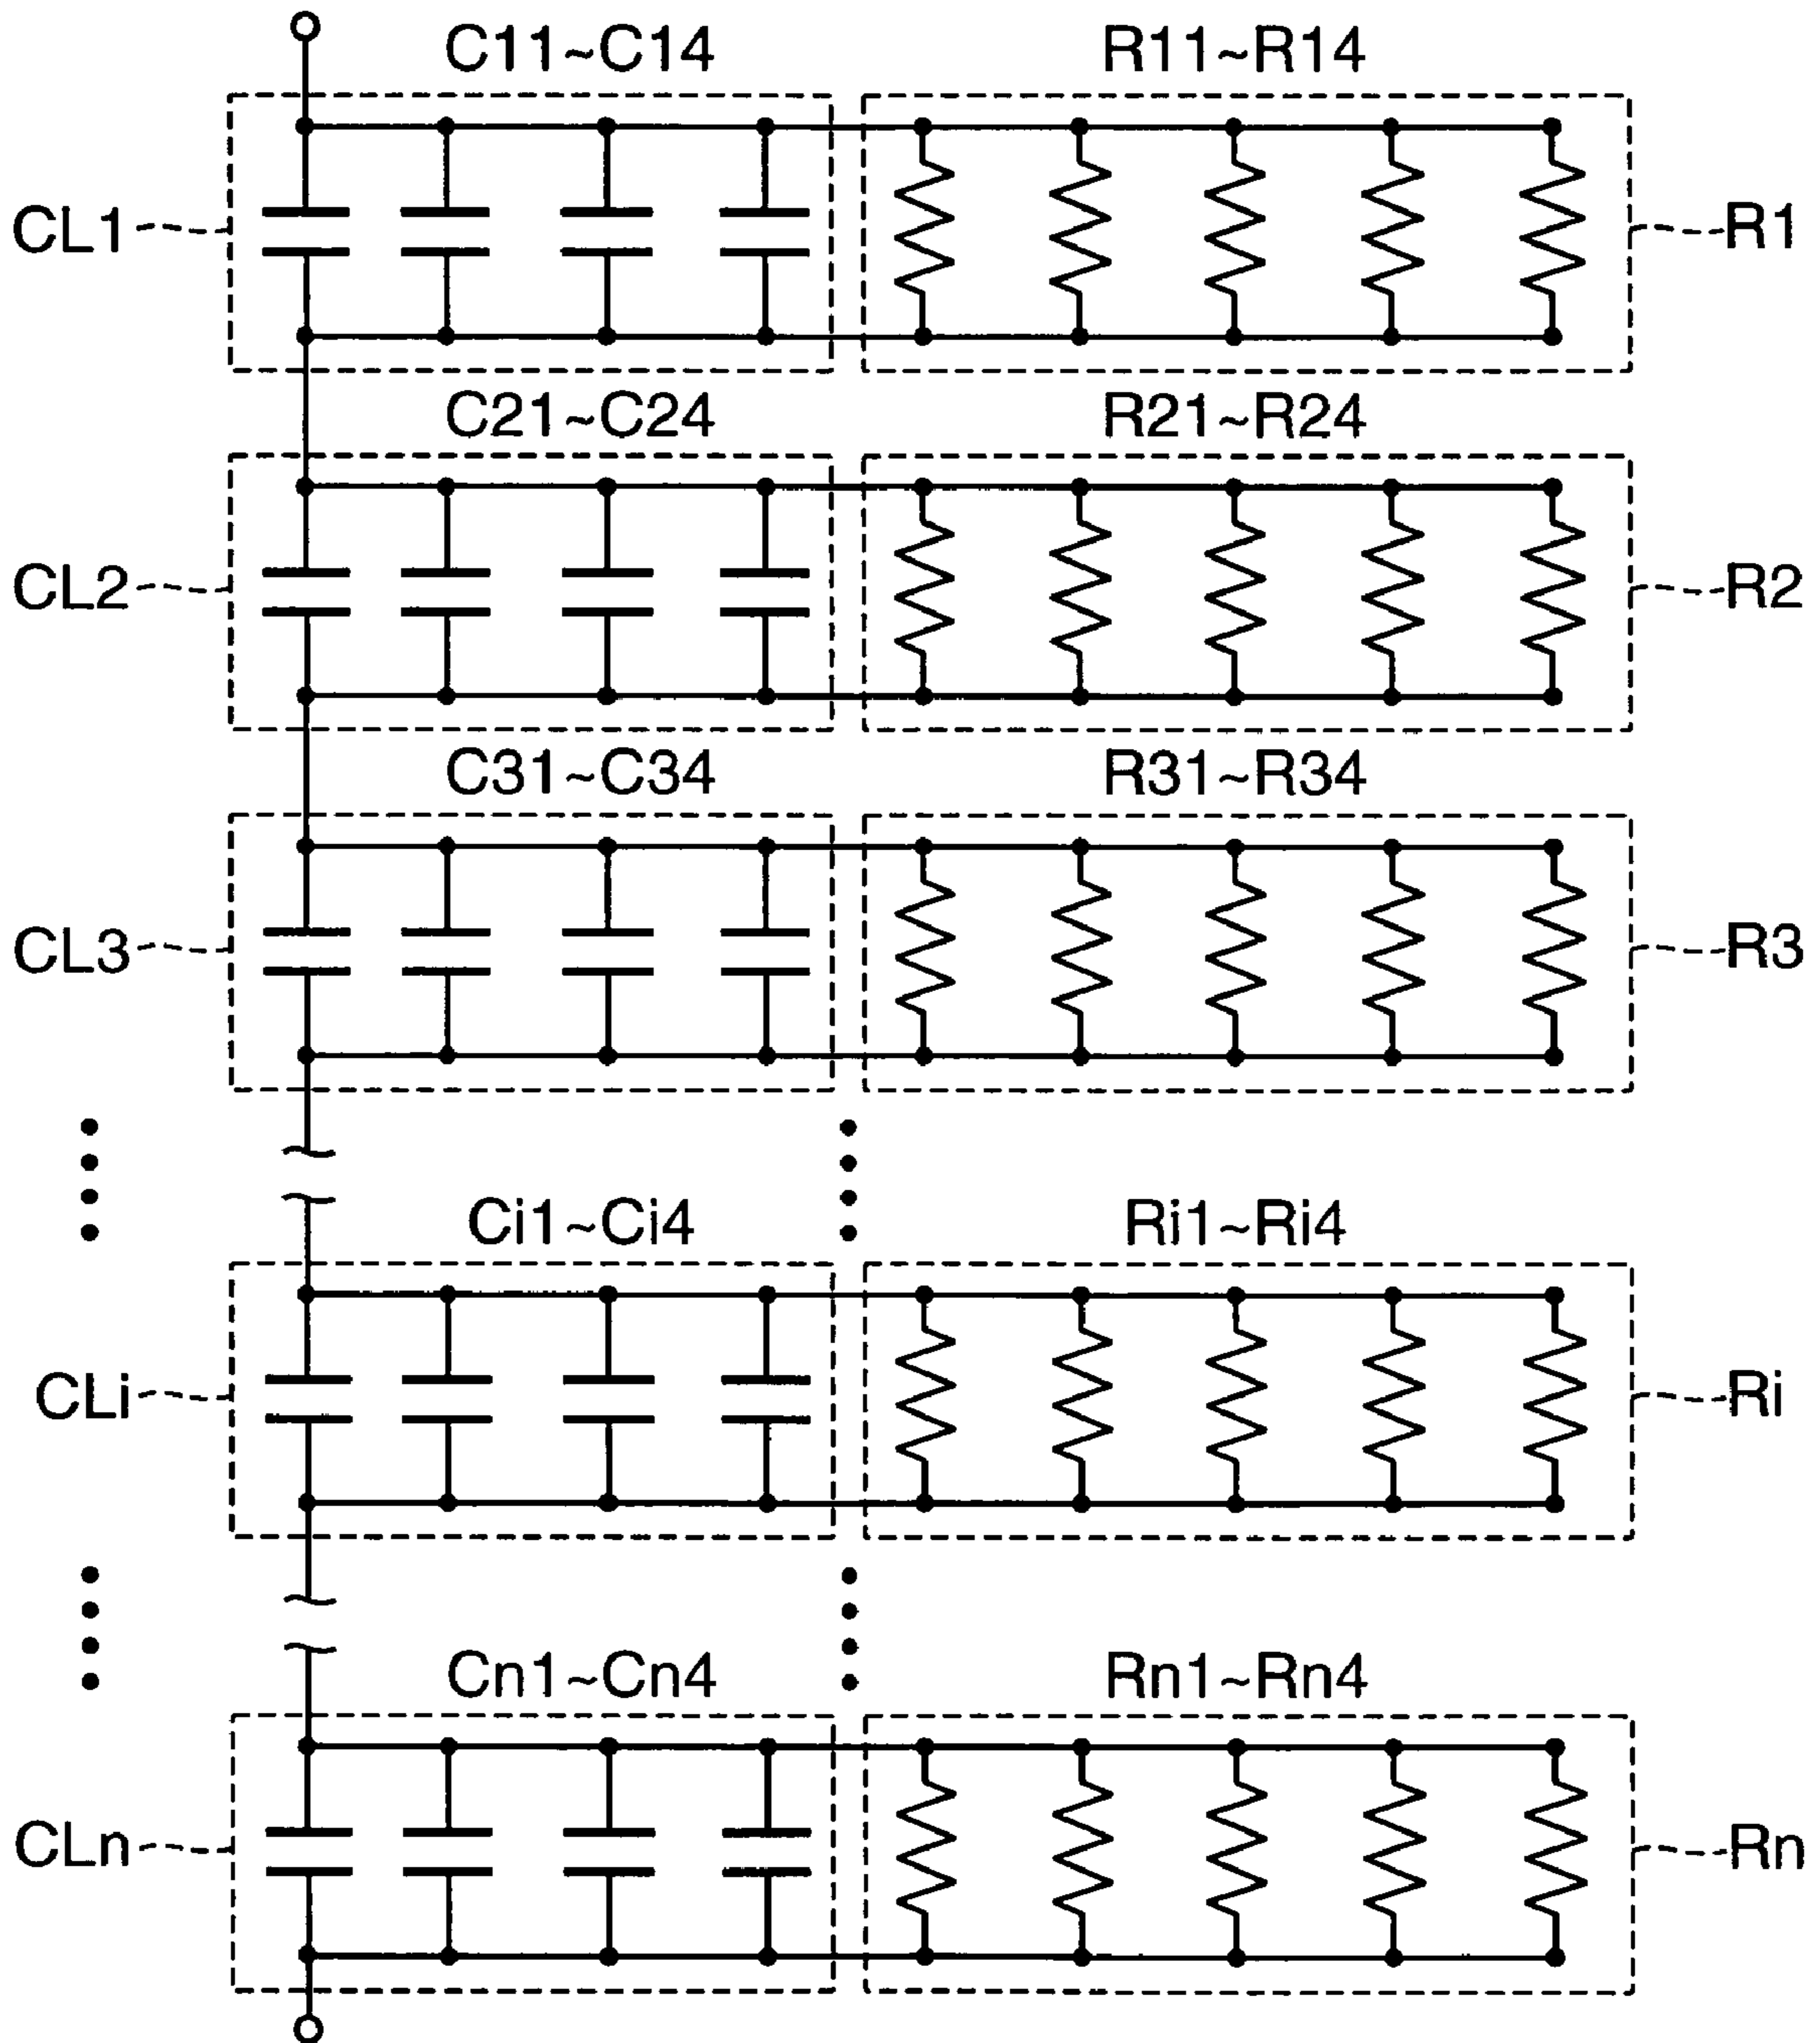 C11~C14 R11~R14
CL1 R1
C21~C24 R21~R24
CL2 R2
C31~C34 R31~R34
CL3 R3
Ci1~Ci4 Ri1~Ri4
CLi Ri
Cn1~Cn4 Rn1~Rn4
CLn Rn